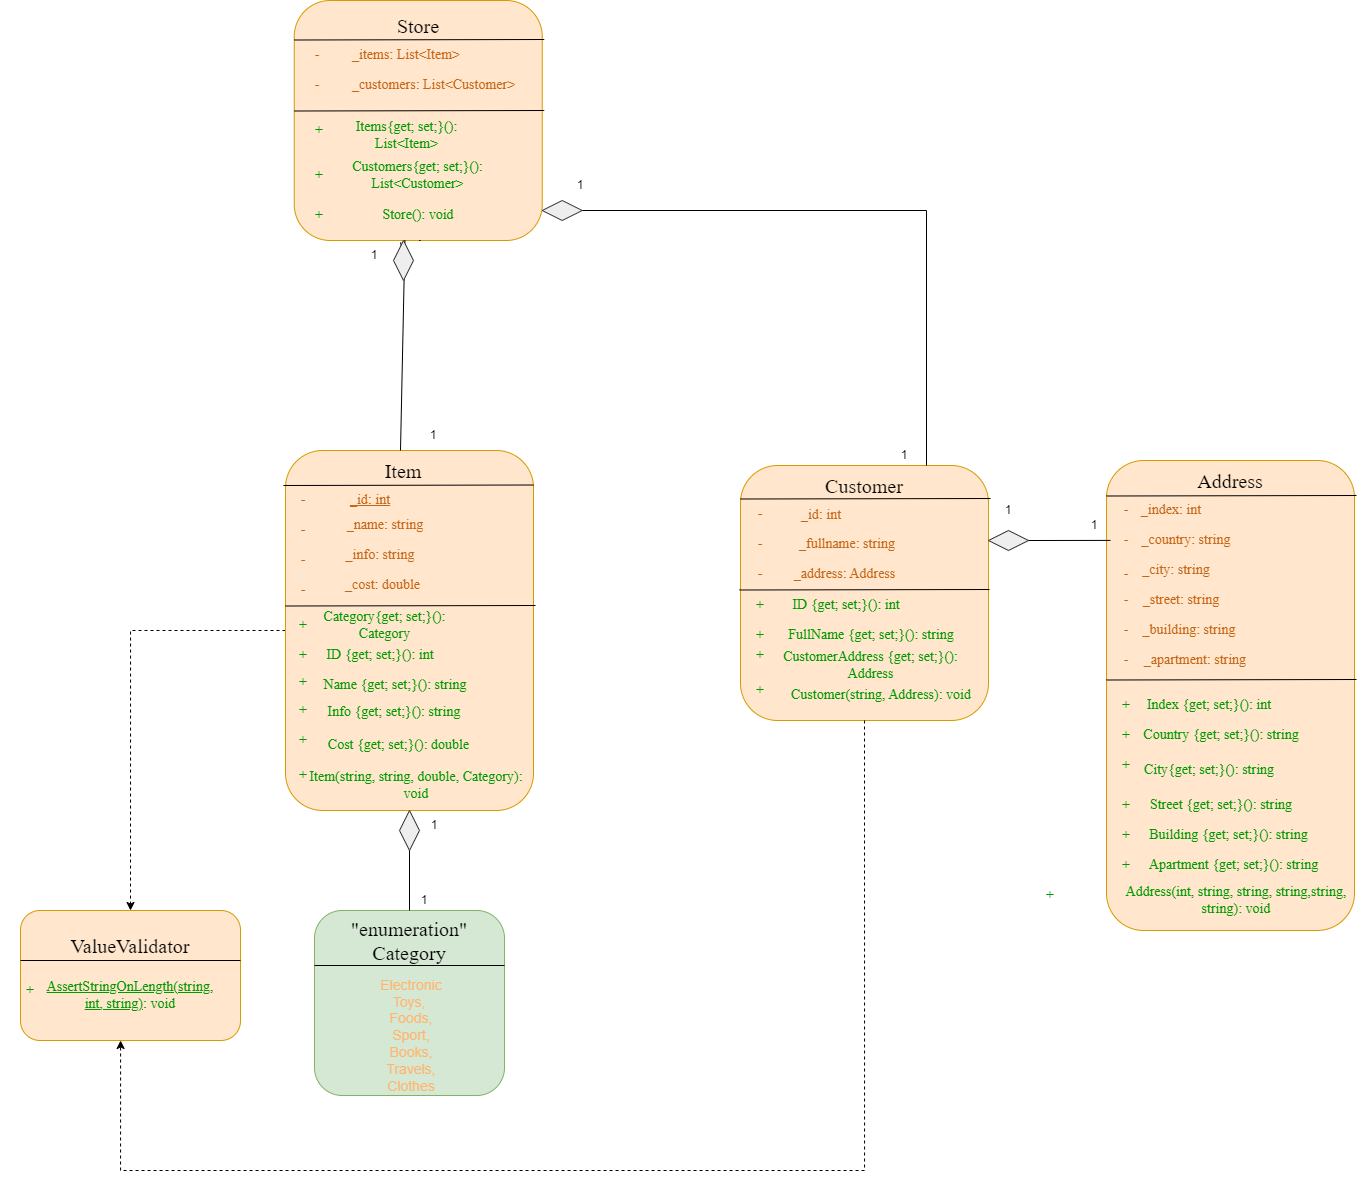 Store
- _items: List<Item>
- _customers: List<Customer>
+ Items{get; set;}():
List<Item>
+ Customers{get; set;}():
List<Customer>
+ Store(): void
1
1
1
1
Item
- _id: int
- _name: string
- _info: string
- _cost: double
+ Category{get; set;}():
Category
+ ID {get; set;}(): int
+ Name {get; set;}(): string
+ Info {get; set;}(): string
+ Cost {get; set;}(): double
+ Item(string, string, double, Category):
void
Customer
- _id: int
- _fullname: string
- _address: Address
+ ID {get; set;}(): int
+ FullName {get; set;}(): string
+ CustomerAddress {get; set;}():
Address
+ Customer(string, Address): void
1
1
Address
- _index: int
- _country: string
- _city: string
- _street: string
- _building: string
- _apartment: string
+ Index {get; set;}(): int
+ Country {get; set;}(): string
+ City{get; set;}(): string
+ Street {get; set;}(): string
+ Building {get; set;}(): string
+ Apartment {get; set;}(): string
+ Address(int, string, string, string,string,
string): void
1
1
ValueValidator
+ AssertStringOnLength(string,
int, string): void
"enumeration"
Category
Electronic
Toys,
Foods,
Sport,
Books,
Travels,
Clothes